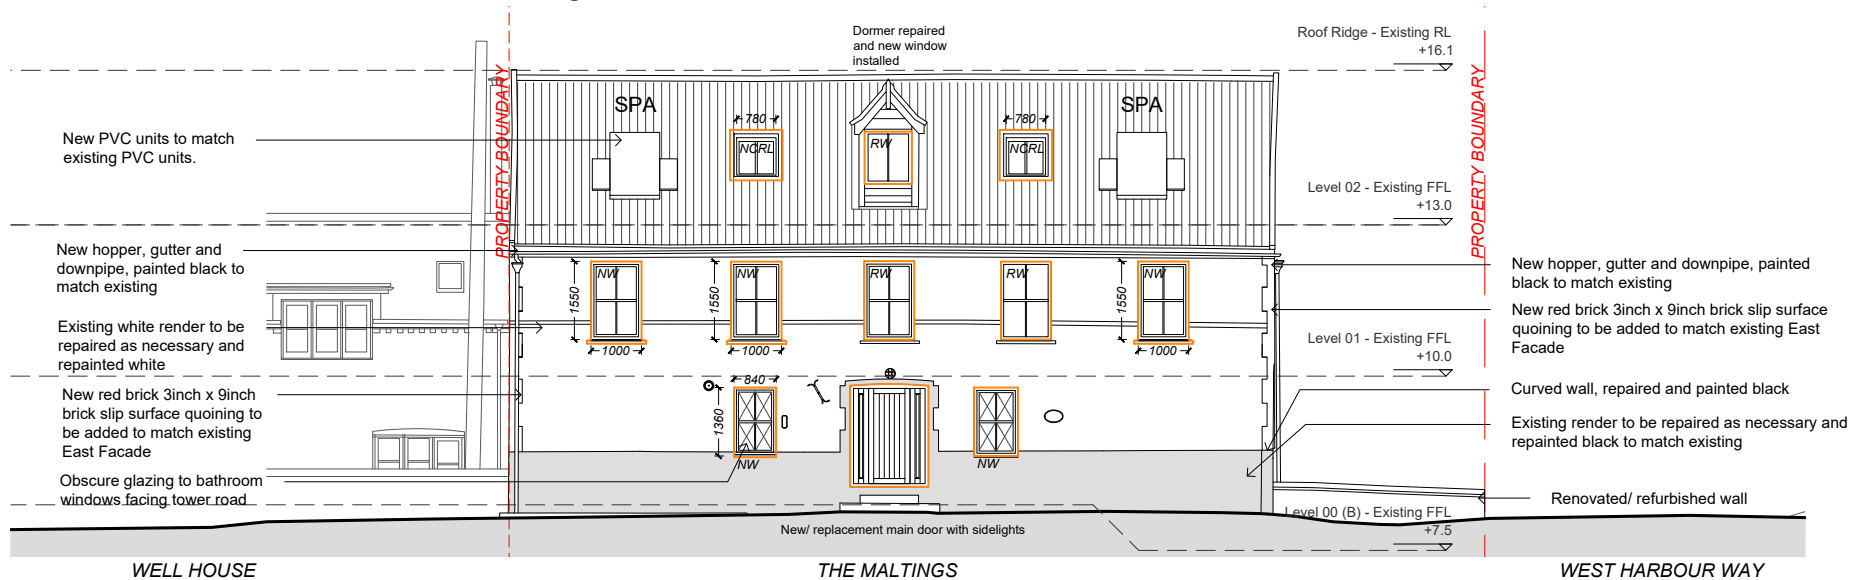 Dormer repaired
and new window
installed
Roof Ridge - Existing RL
+16.1
PROPERTY BOUNDARY
PROPERTY BOUNDARY
SPA
SPA
780
780
NCRL
RW
NCRL
New PVC units to match
existing PVC units.
Level 02 - Existing FFL
+13.0
New hopper, gutter and
downpipe, painted black to
match existing
New hopper, gutter and downpipe, painted
black to match existing
NW
NW
RW
RW
NW
1550
1550
1550
1000
1000
1000
Existing white render to be
repaired as necessary and
repainted white
New red brick 3inch x 9inch brick slip surface
quoining to be added to match existing East
Facade
Level 01 - Existing FFL
+10.0
New red brick 3inch x 9inch
brick slip surface quoining to
be added to match existing
East Facade
840
1360
NW
NW
Curved wall, repaired and painted black
Existing render to be repaired as necessary and
repainted black to match existing
Obscure glazing to bathroom
windows facing tower road
Renovated/ refurbished wall
Level 00 (B) - Existing FFL
+7.5
New/ replacement main door with sidelights
WELL HOUSE
THE MALTINGS
WEST HARBOUR WAY